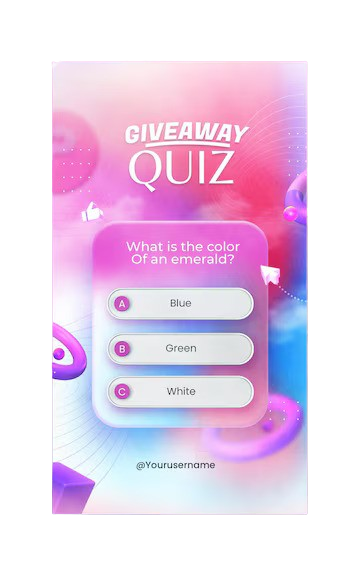 GIVEAWAY
QUIZ
What is the color
Of an emerald?
A Blue
B Green
C White
@Yourusername